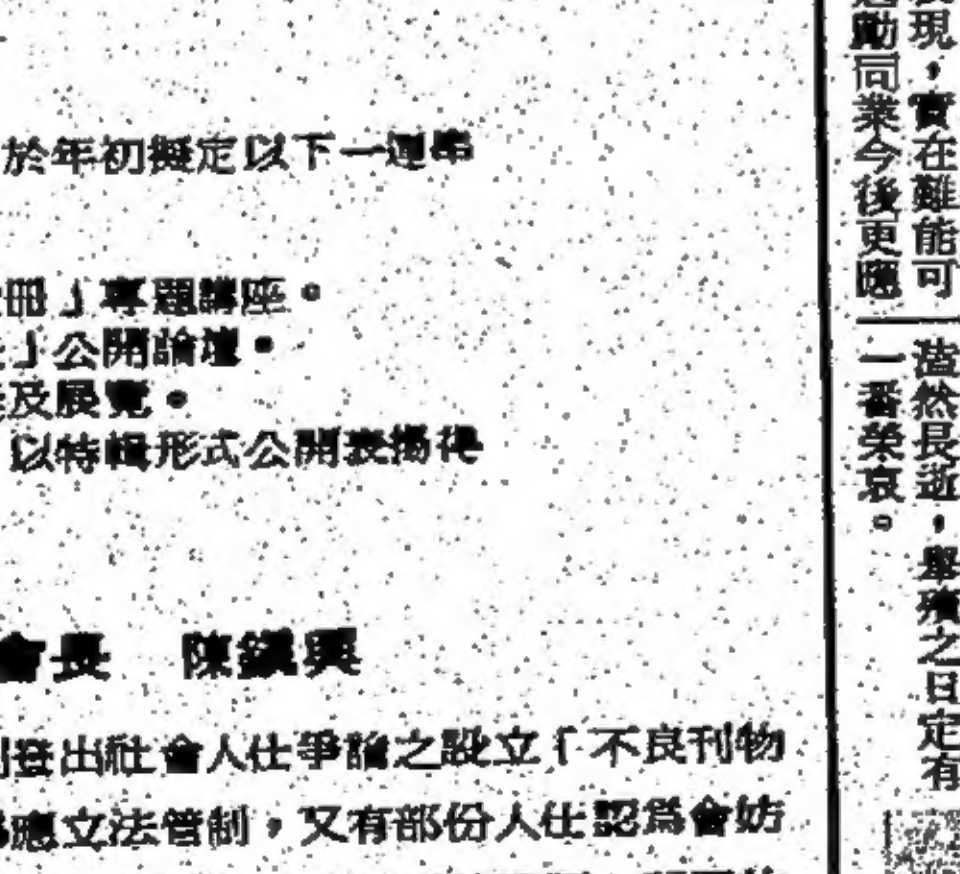 於年初擬定以下一連串
冊」專題講座。
」公開論壇。
及展覽。
以特輯形式公開表揚得
會長 陳鎮興
登出社會人仕爭論之設立「不良刊物
應立法管制，又有部份人仕認爲會妨
現，實在難能可
勵同業今後更應
溘然長逝，舉殯之日定有
一番榮哀。